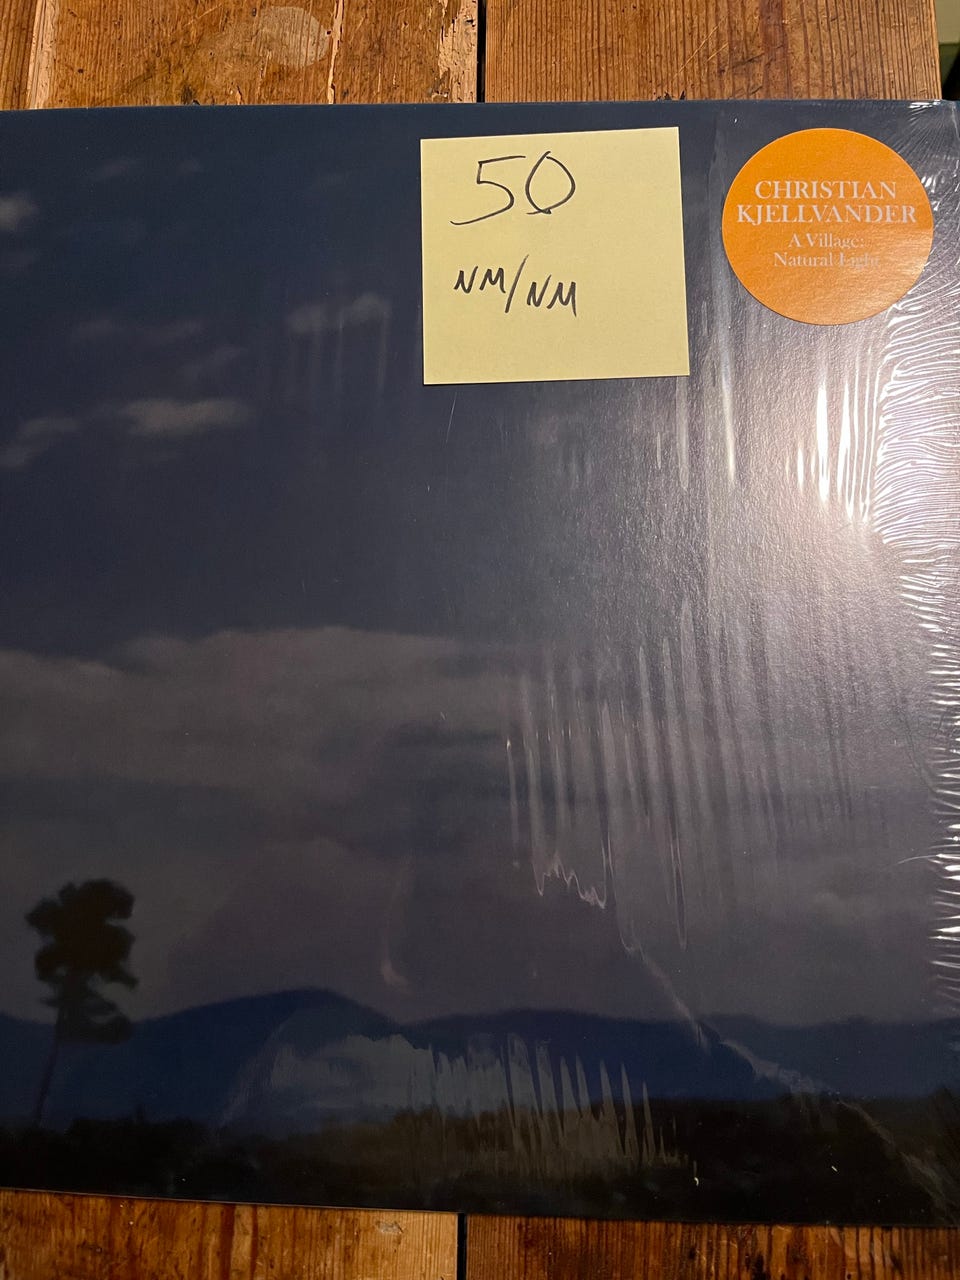 50
NM/NM
CHRISTIAN
KJELLVANDER
A Village:
Natural Light